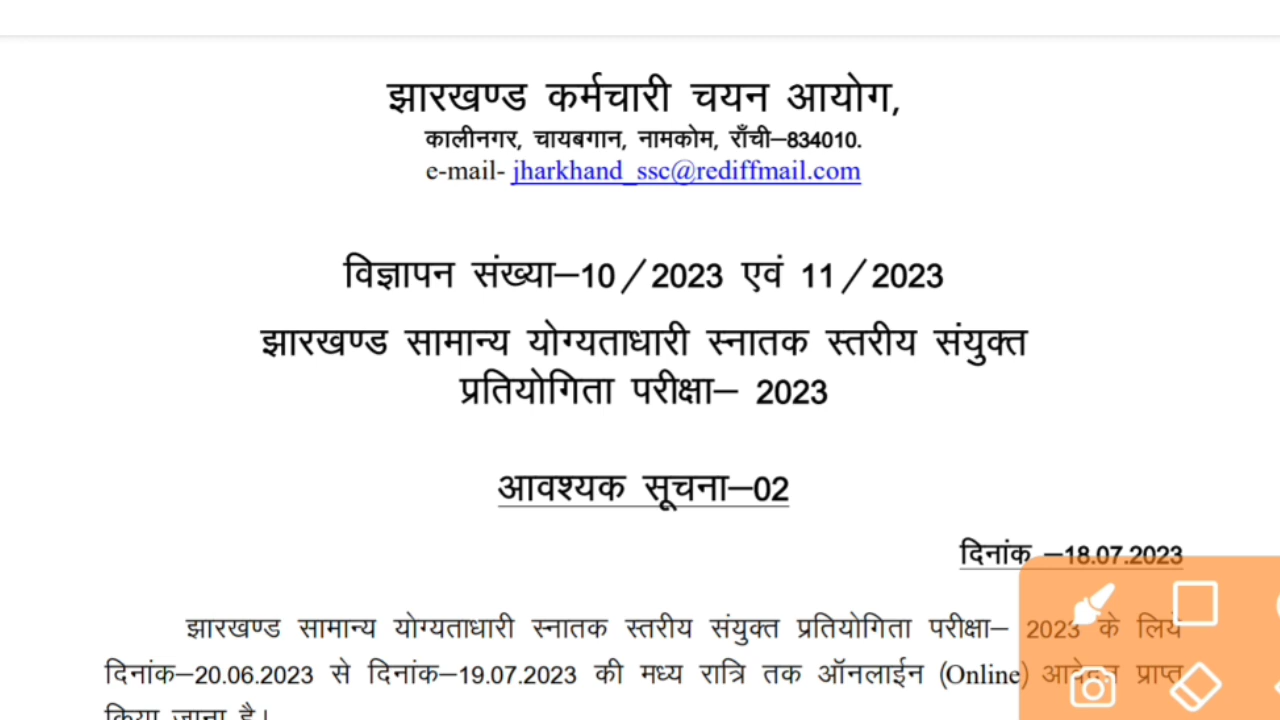 झारखण्ड कर्मचारी चयन आयोग,
कालीनगर, चायबगान, नामकोम, राँची–834010.
e-mail- jharkhand_ssc@rediffmail.com
विज्ञापन संख्या–10/2023 एवं 11/2023
झारखण्ड सामान्य योग्यताधारी स्नातक स्तरीय संयुक्त
प्रतियोगिता परीक्षा– 2023
आवश्यक सूचना–02
दिनांक –18.07.2023
झारखण्ड सामान्य योग्यताधारी स्नातक स्तरीय संयुक्त प्रतियोगिता परीक्षा– 2023 के लिये
दिनांक–20.06.2023 से दिनांक–19.07.2023 की मध्य रात्रि तक ऑनलाईन (Online) आवेदन प्राप्त
किया जाना है।